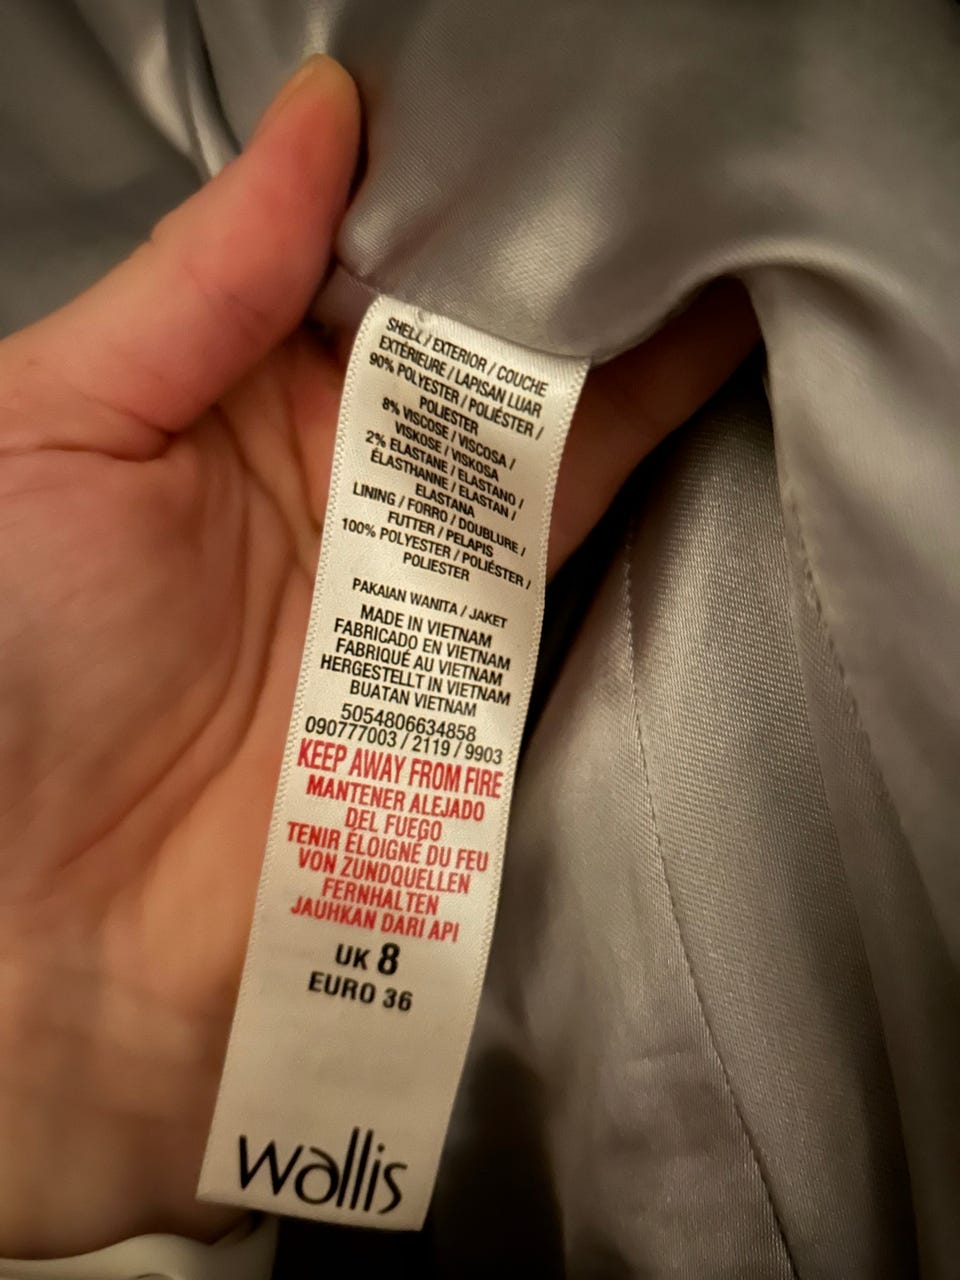 SHELL / EXTERIOR / COUCHE
EXTÉRIEURE / LAPISAN LUAR
90% POLYESTER / POLIÉSTER /
POLIESTER
8% VISCOSE / VISCOSA /
VISKOSE / VISKOSA
2% ELASTANE / ELASTANO /
ÉLASTHANNE / ELASTAN /
ELASTANA
LINING / FORRO / DOUBLURE /
FUTTER / PELAPIS
100% POLYESTER / POLIÉSTER /
POLIESTER
PAKAIAN WANITA / JAKET
MADE IN VIETNAM
FABRICADO EN VIETNAM
FABRIQUÉ AU VIETNAM
HERGESTELLT IN VIETNAM
BUATAN VIETNAM
5054806634858
090777003 / 2119 / 9903
KEEP AWAY FROM FIRE
MANTENER ALEJADO
DEL FUEGO
TENIR ÉLOIGNÉ DU FEU
VON ZUNDQUELLEN
FERNHALTEN
JAUHKAN DARI API
UK 8
EURO 36
wallis